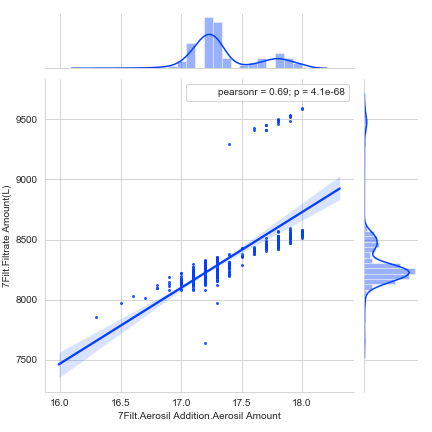 pearsonr = 0.69; p = 4.1e-68
9500
9000
8500
8000
7500
7Filt.Filtrate Amount(L)
16.0 16.5 17.0 17.5 18.0
7Filt.Aerosil Addition.Aerosil Amount